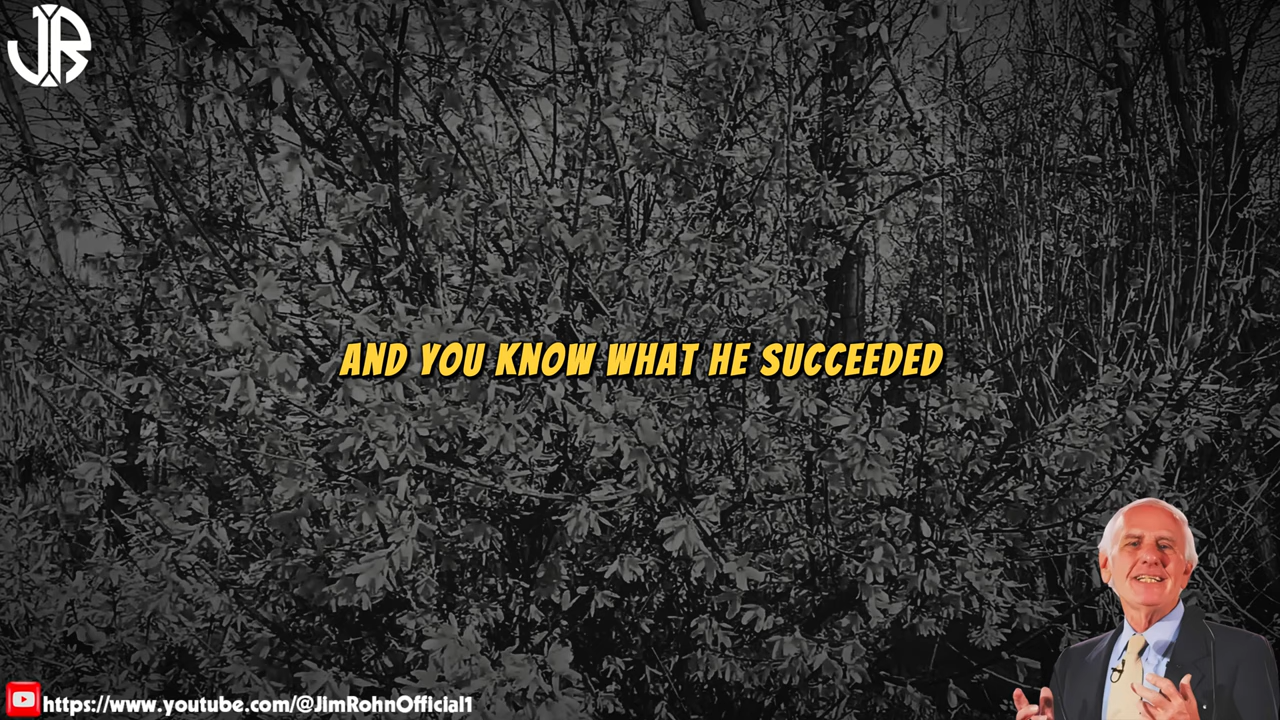 JR
AND YOU KNOW WHAT HE SUCCEEDED
https://www.youtube.com/@JimRohnOfficial1